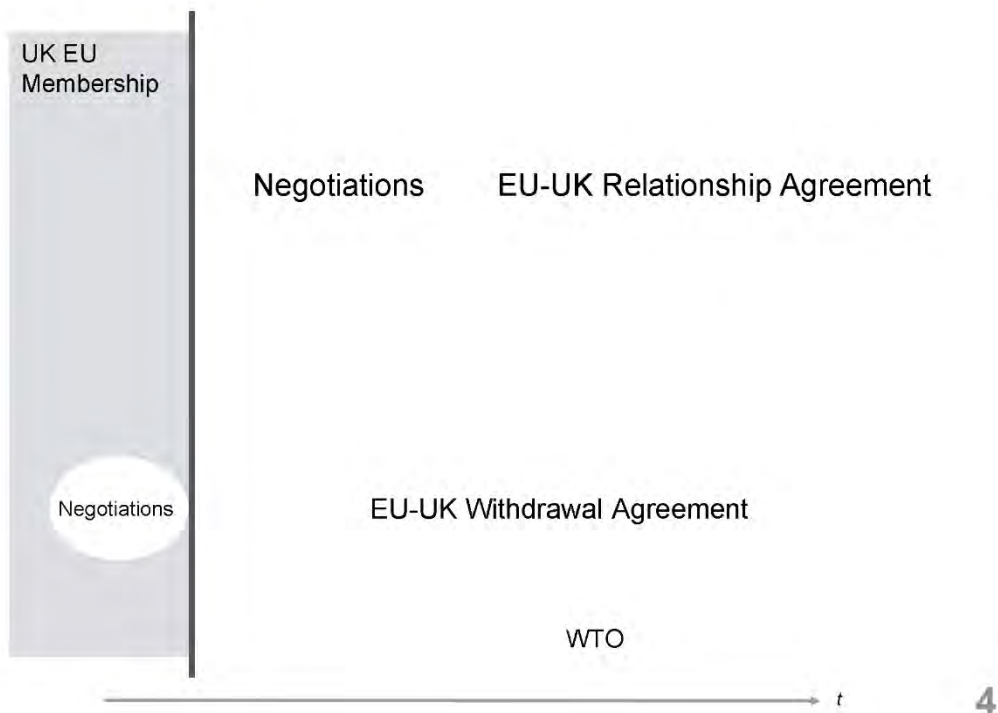 UK EU
Membership
Negotiations
EU-UK Relationship Agreement
Negotiations
EU-UK Withdrawal Agreement
WTO
t
4